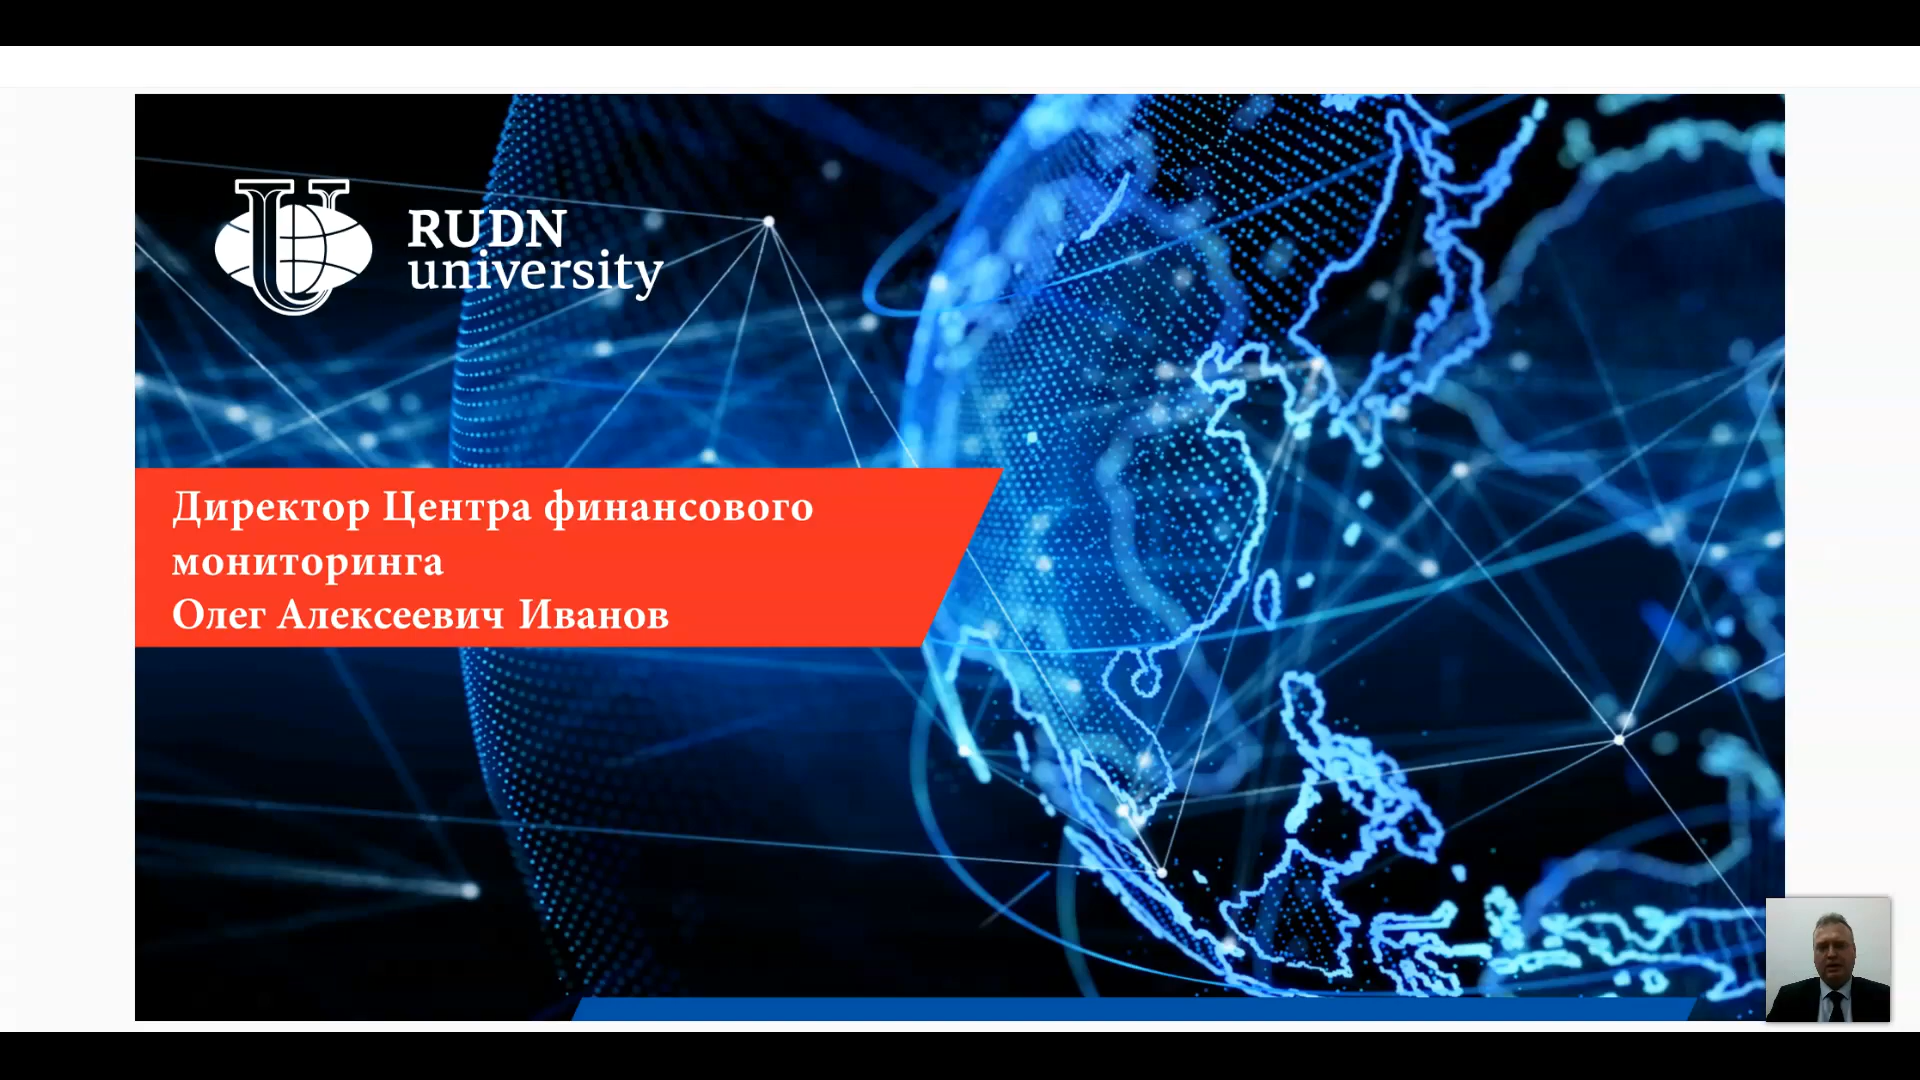 RUDN
university
Директор Центра финансового
мониторинга
Олег Алексеевич Иванов